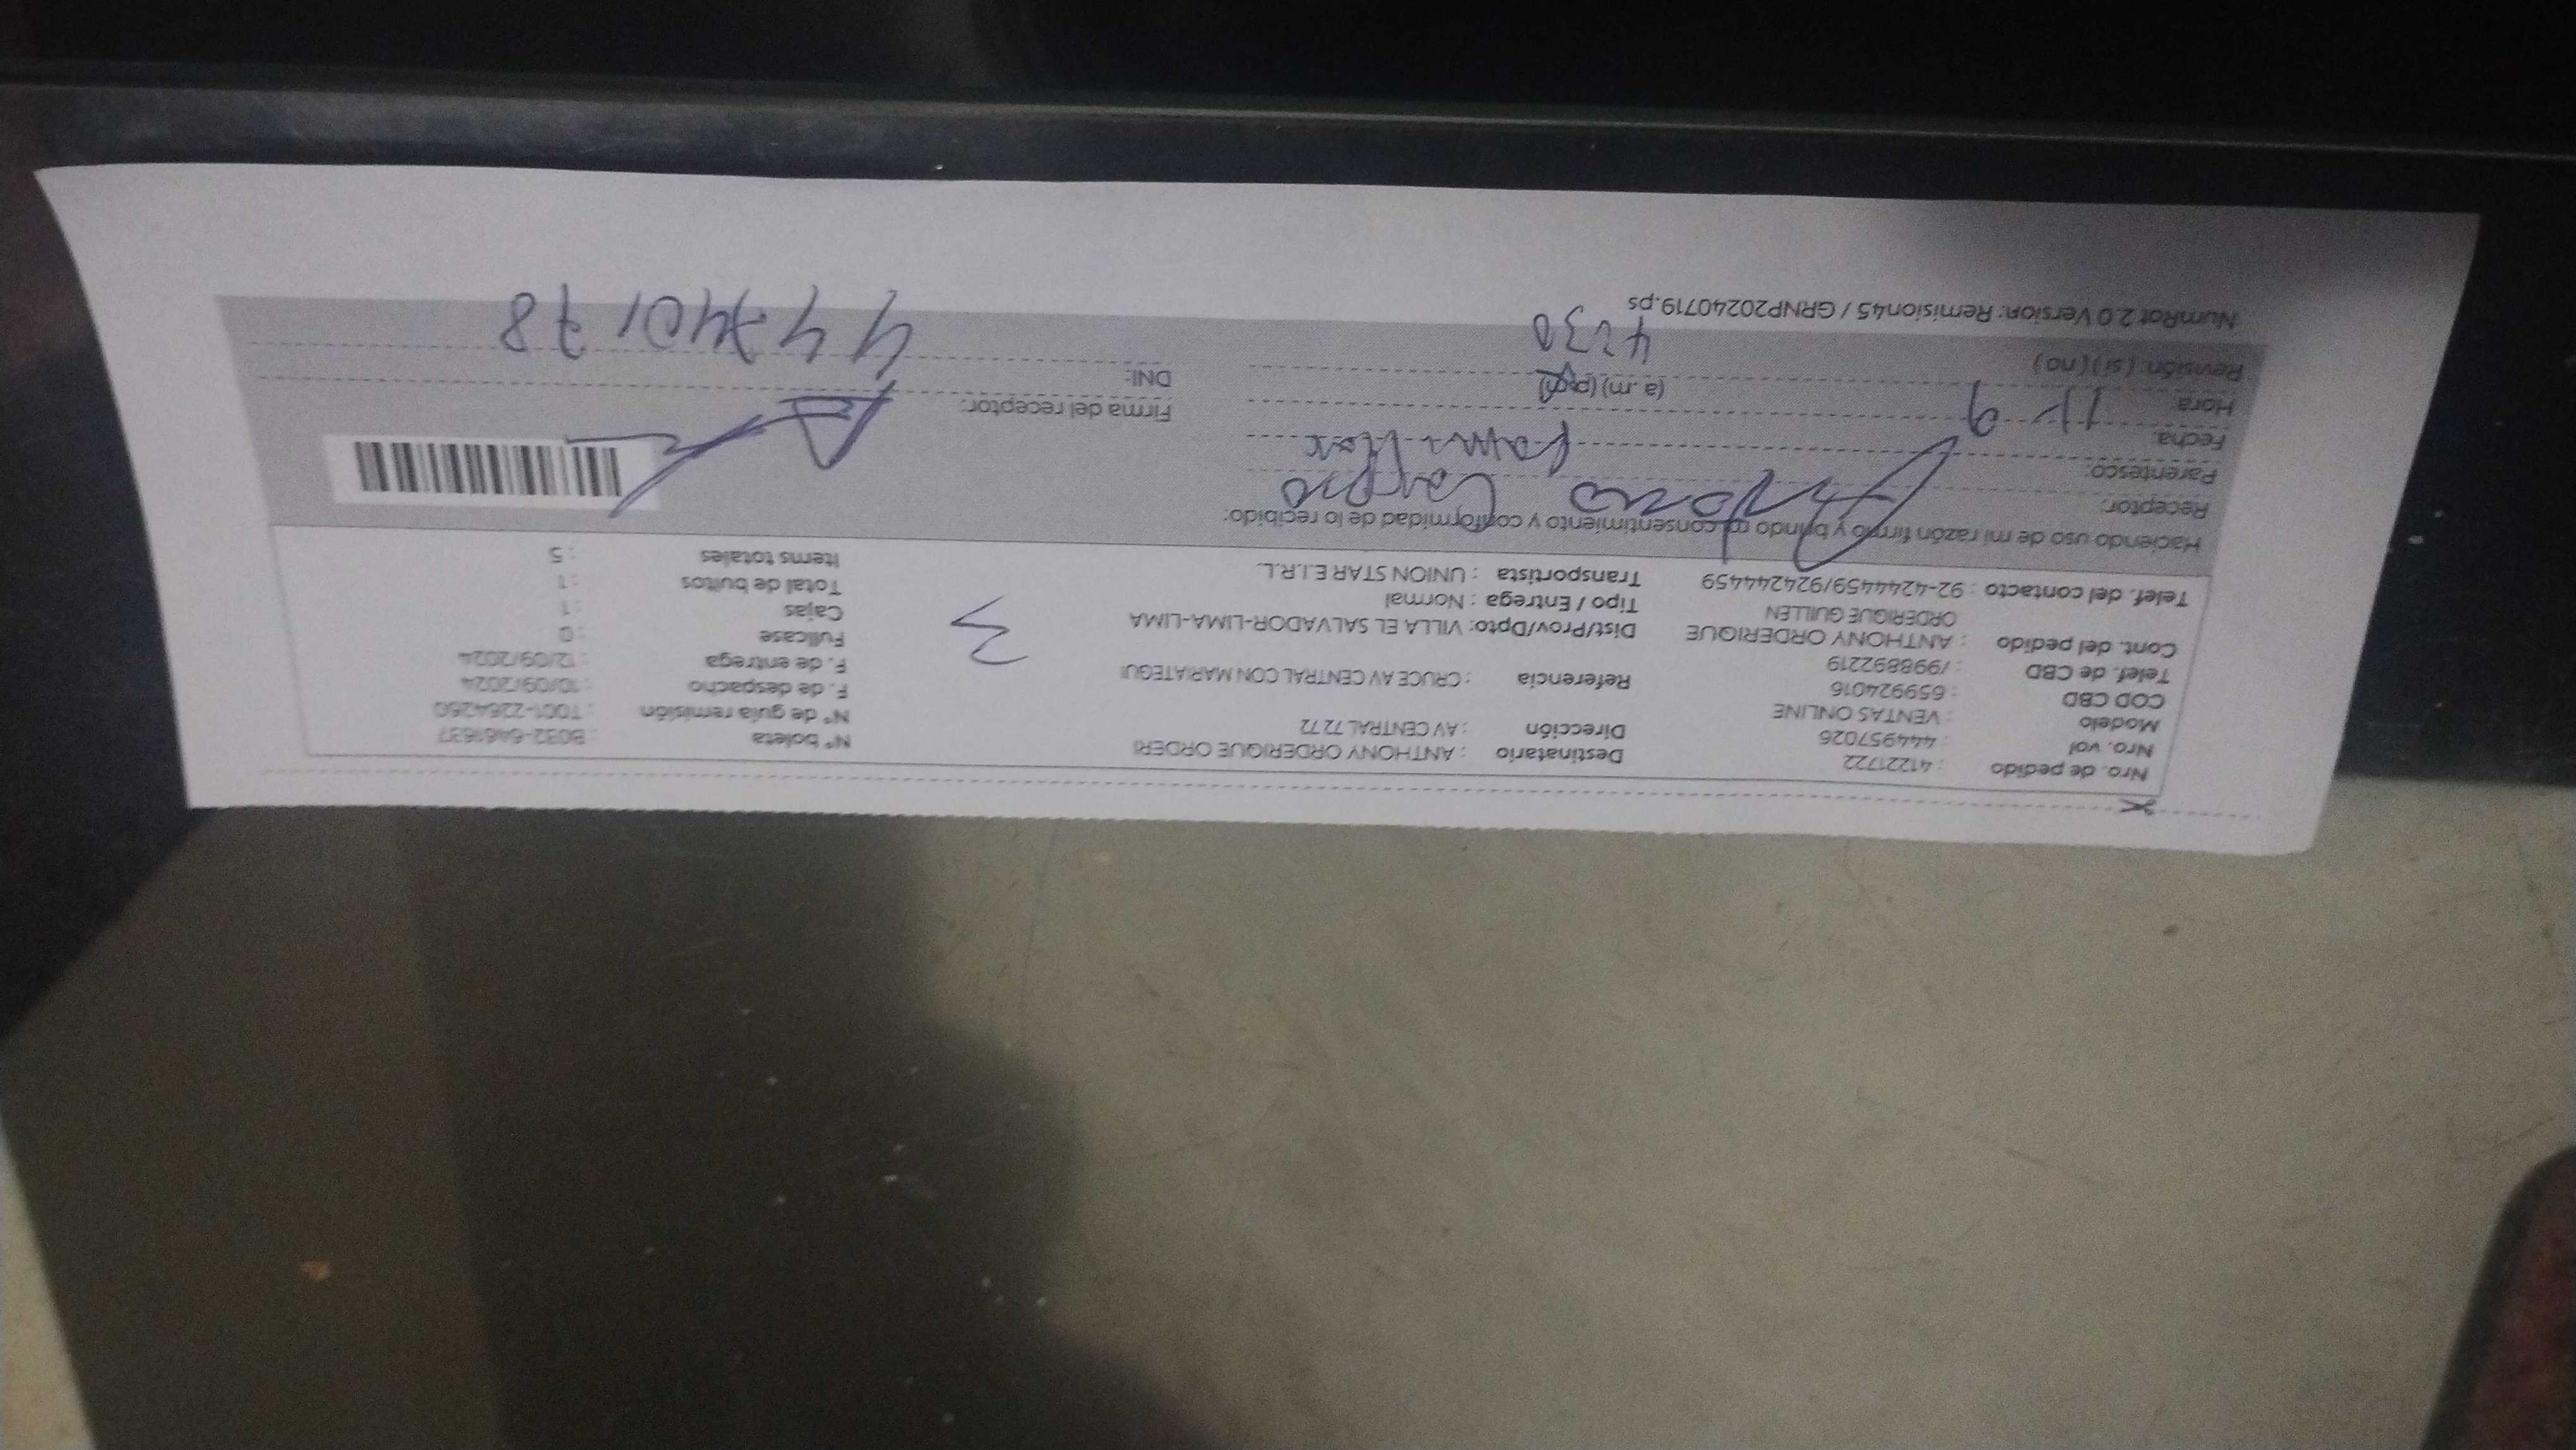 Nro. de pedido : 41221722
Nro. vol : 444957026
Modelo : VENTAS ONLINE
COD CBD : 659924016
Telef. de CBD : /998892219
Cont. del pedido : ANTHONY ORDERIQUE
ORDERIQUE GUILLEN
Telef. del contacto : 92-4244459/924244459
Destinatario : ANTHONY ORDERIQUE ORDERI
Dirección : AV CENTRAL 72 72
Referencia : CRUCE AV CENTRAL CON MARIATEGUI
Dist/Prov/Dpto: VILLA EL SALVADOR-LIMA-LIMA
Tipo / Entrega : Normal
Transportista : UNION STAR E.I.R.L.
3
N° boleta : B032-6461637
N° de guía remisión : T001-2264260
F. de despacho : 10/09/2024
F. de entrega : 12/09/2024
Fullcase : 0
Cajas : 1
Total de bultos : 1
Items totales : 5
Haciendo uso de mi razón firmo y brindo mi consentimiento y conformidad de lo recibido:
Receptor: Carpio
Parentesco: familiar
Fecha: 9
Hora: (a.m) (p.m)
Revisión: ( si ) ( no ) 4:30
Firma del receptor:
DNI: 44740178
NumRot 2.0 Version: Remision45 / GRNP20240719.ps